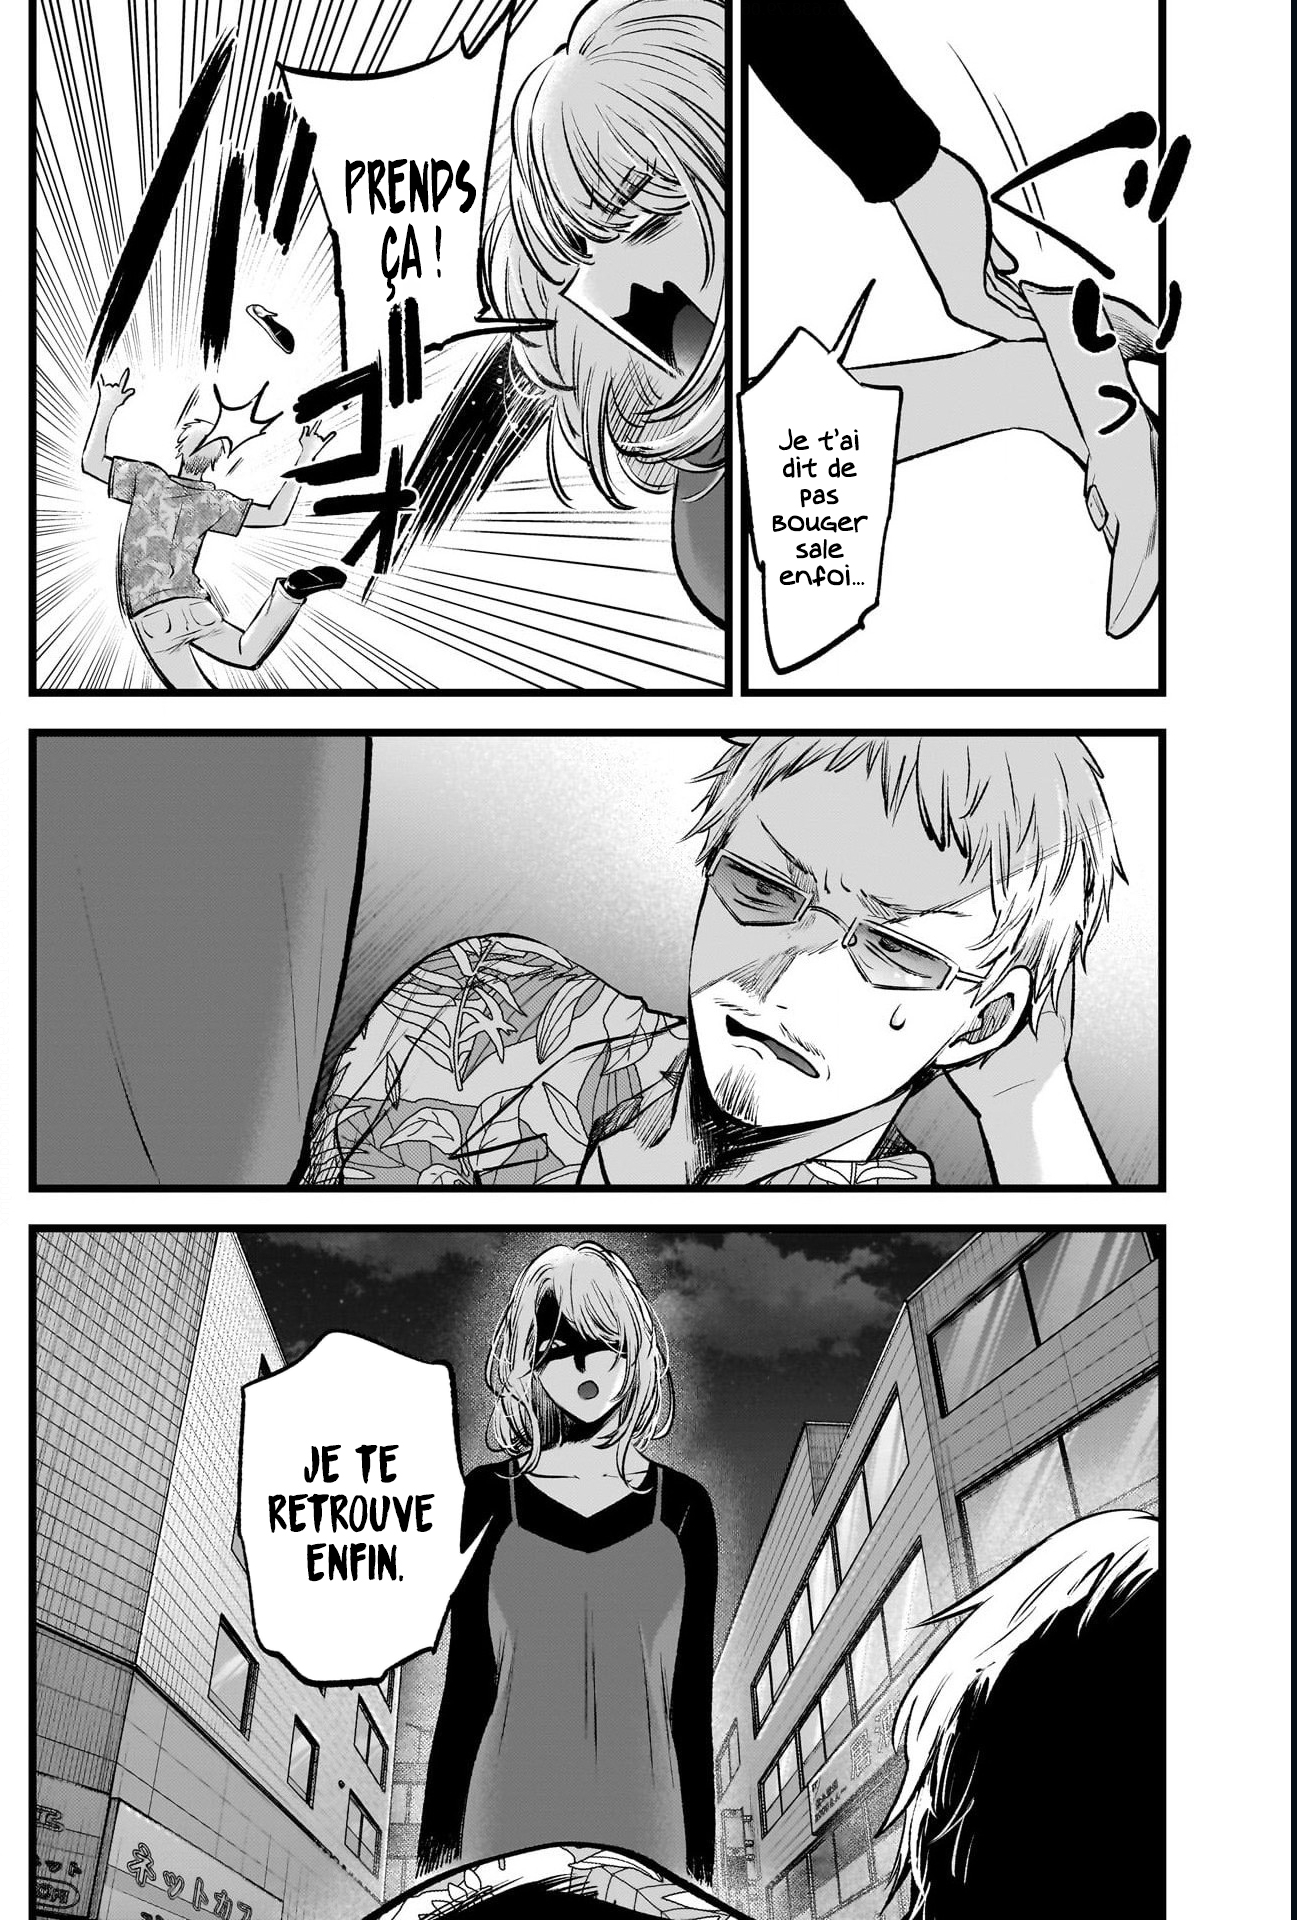 Je t'ai
dit de
pas
BOUGER
sale
enfoi...
PRENDS
ÇA !
JE TE
RETROUVE
ENFIN.